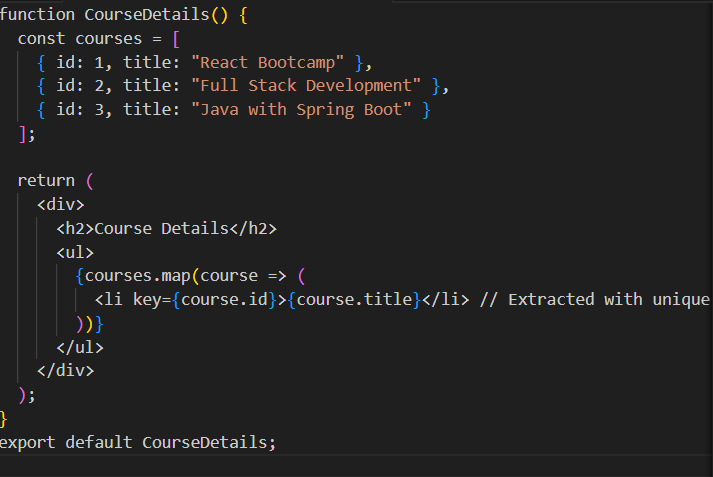 function CourseDetails() {
  const courses = [
    { id: 1, title: "React Bootcamp" },
    { id: 2, title: "Full Stack Development" },
    { id: 3, title: "Java with Spring Boot" }
  ];

  return (
    <div>
      <h2>Course Details</h2>
      <ul>
        {courses.map(course => (
          <li key={course.id}>{course.title}</li> // Extracted with unique
        ))}
      </ul>
    </div>
  );
}
export default CourseDetails;